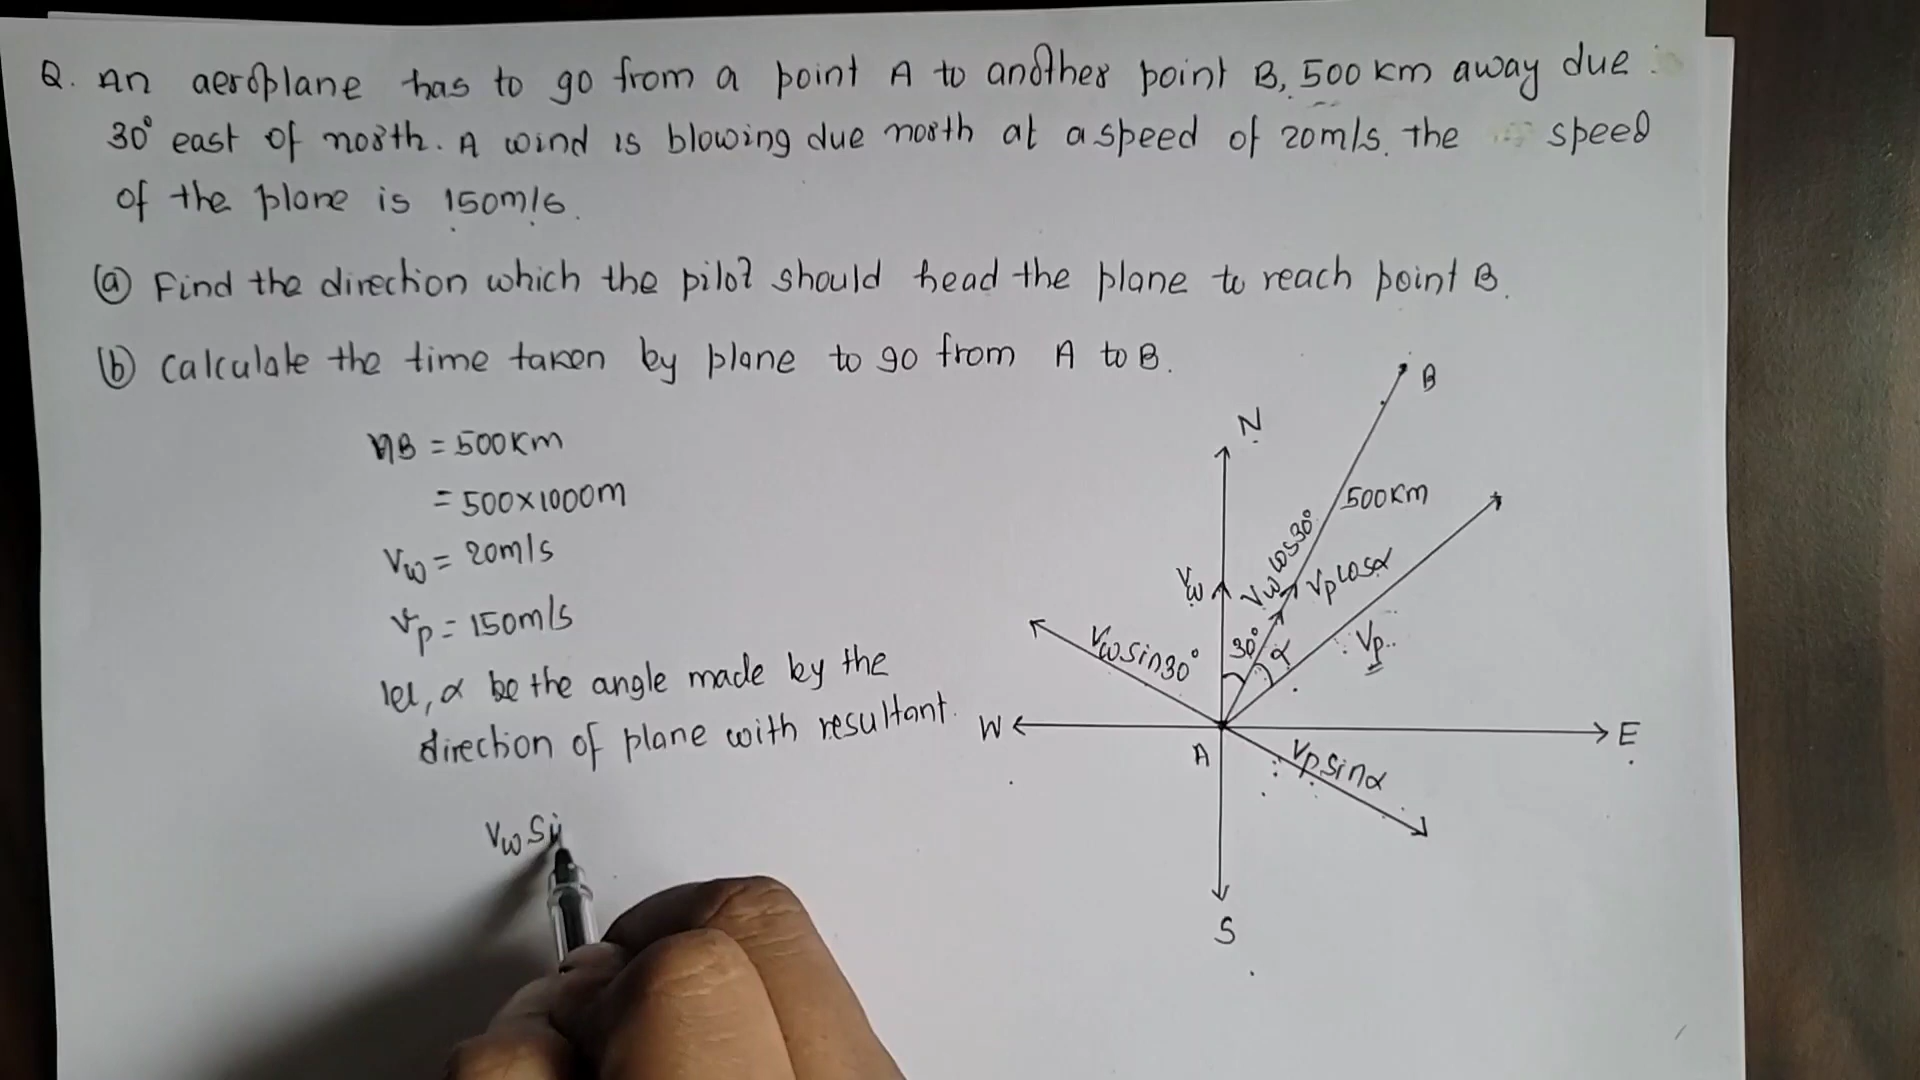 Q. An aeroplane has to go from a point A to another point B, 500 km away due
30° east of north. A wind is blowing due north at a speed of 20m/s. the speed
of the plane is 150m/s.
(a) Find the direction which the pilot should head the plane to reach point B.
(b) calculate the time taken by plane to go from A to B.
AB = 500km
= 500×1000m
Vw = 20m/s
Vp = 150m/s
let, α be the angle made by the
direction of plane with resultant.
Vw Si
B
N
500km
Vw cos30°
Vp cosα
Vw
30°
α
Vp
Vw sin30°
W
E
A
Vp sinα
S